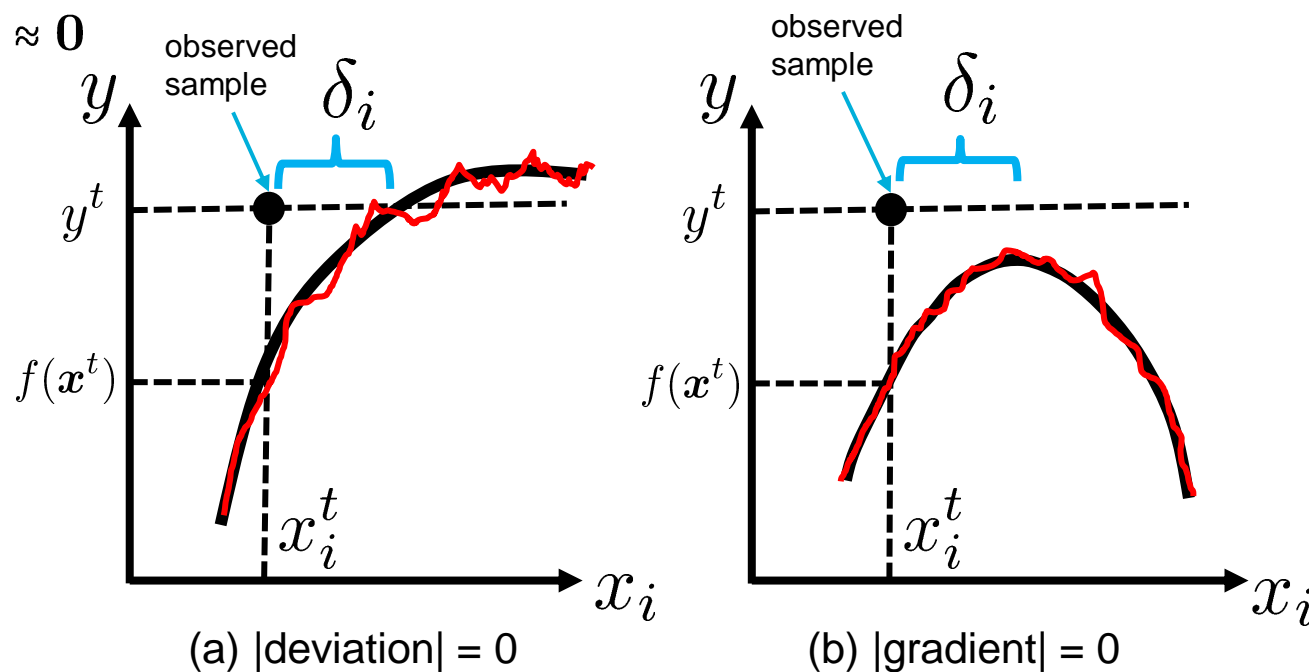 ≈ 0
observed
sample
y
δ_i
y^t
f(x^t)
x_i^t
x_i
(a) |deviation| = 0
observed
sample
y
δ_i
y^t
f(x^t)
x_i^t
x_i
(b) |gradient| = 0